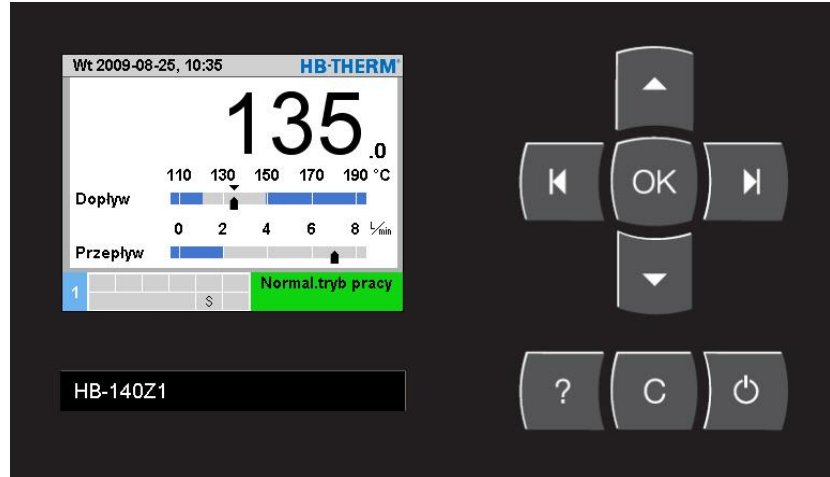 Wt 2009-08-25, 10:35 HB-THERM®
135.0
110 130 150 170 190 °C
Dopływ
0 2 4 6 8 L/min
Przepływ
1 S Normal.tryb pracy
HB-140Z1
OK
? C